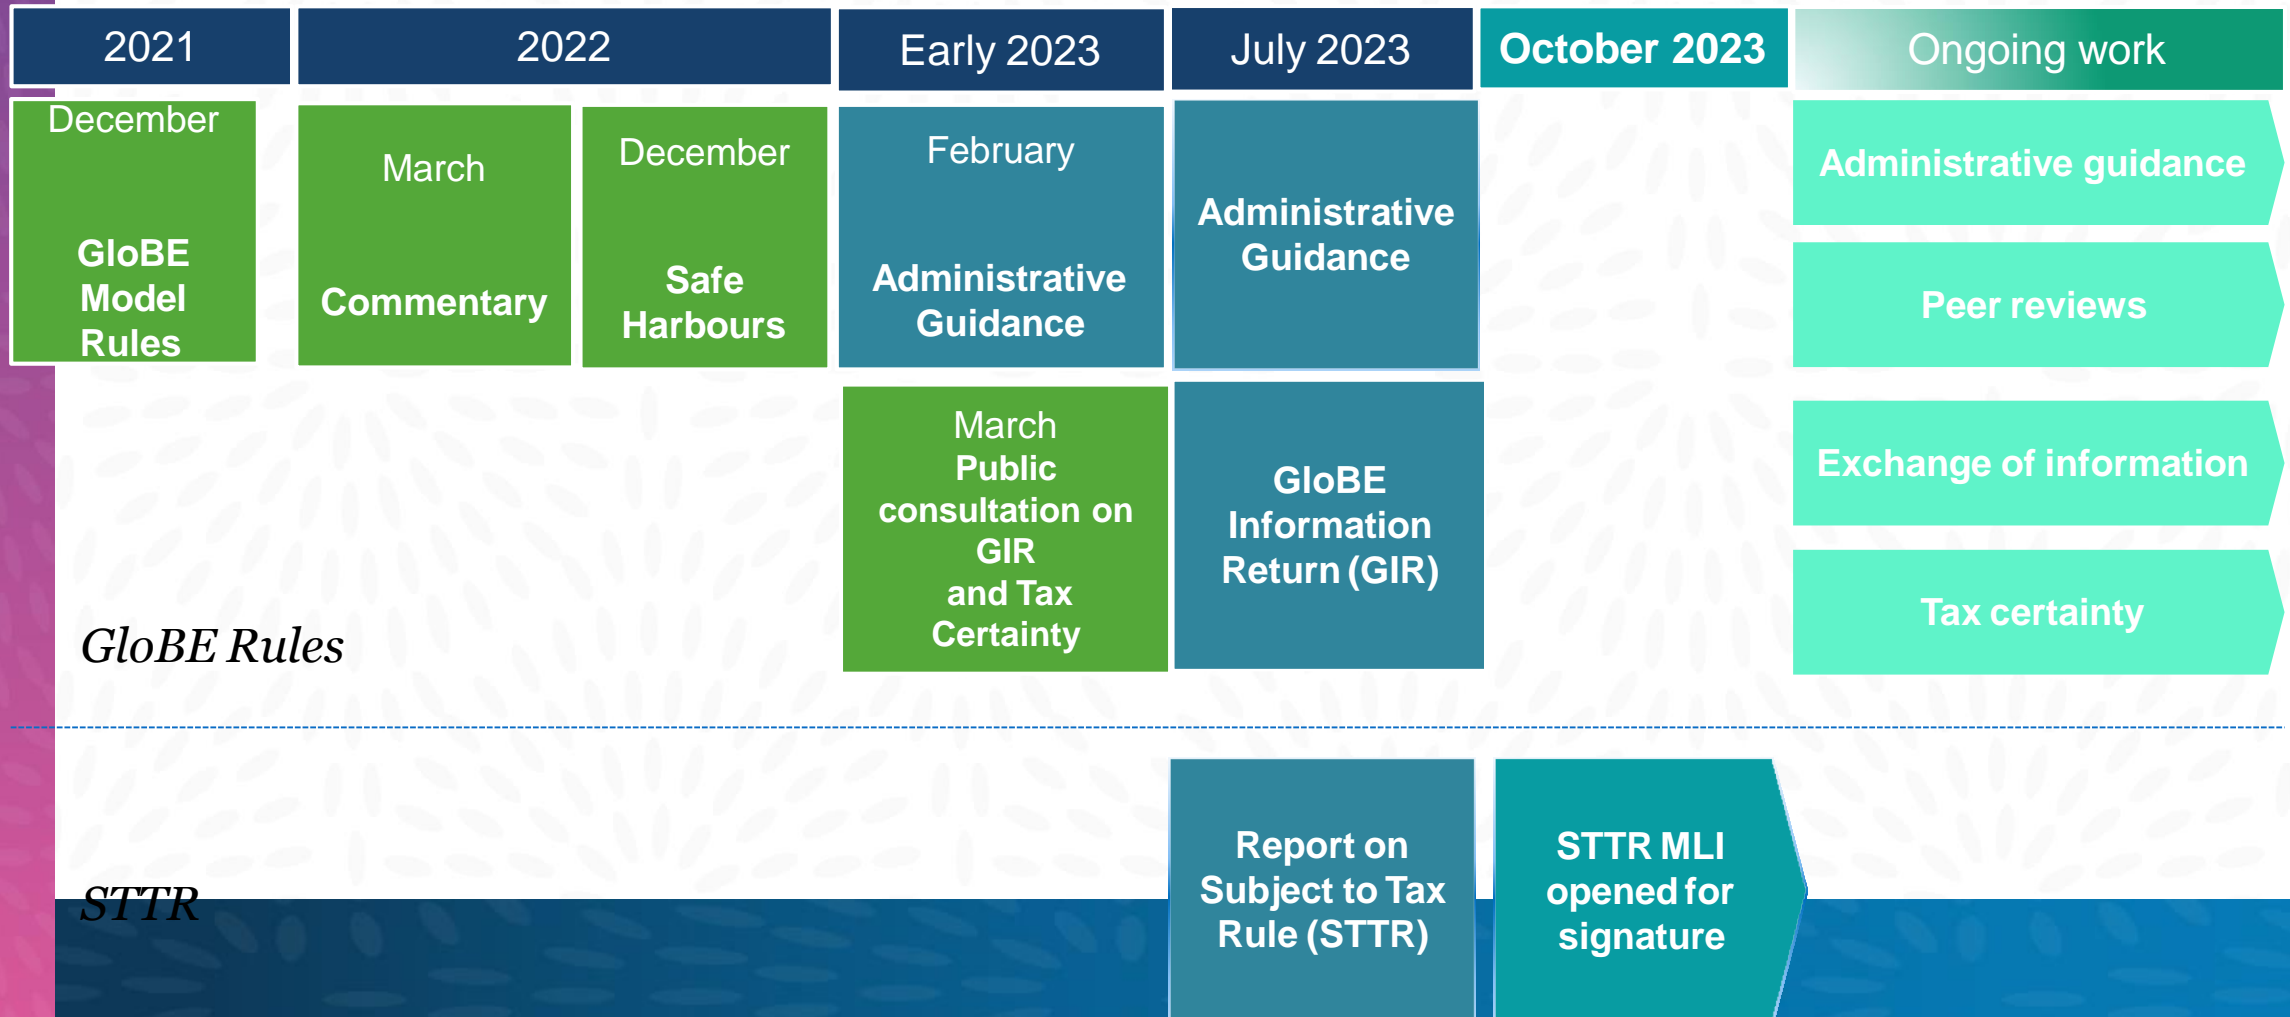 2021
2022
Early 2023
July 2023
October 2023
Ongoing work
December
GloBE
Model
Rules
March
Commentary
December
Safe
Harbours
February
Administrative
Guidance
Administrative
Guidance
Administrative guidance
Peer reviews
March
Public
consultation on
GIR
and Tax
Certainty
GloBE
Information
Return (GIR)
Exchange of information
Tax certainty
GloBE Rules
STTR
Report on
Subject to Tax
Rule (STTR)
STTR MLI
opened for
signature